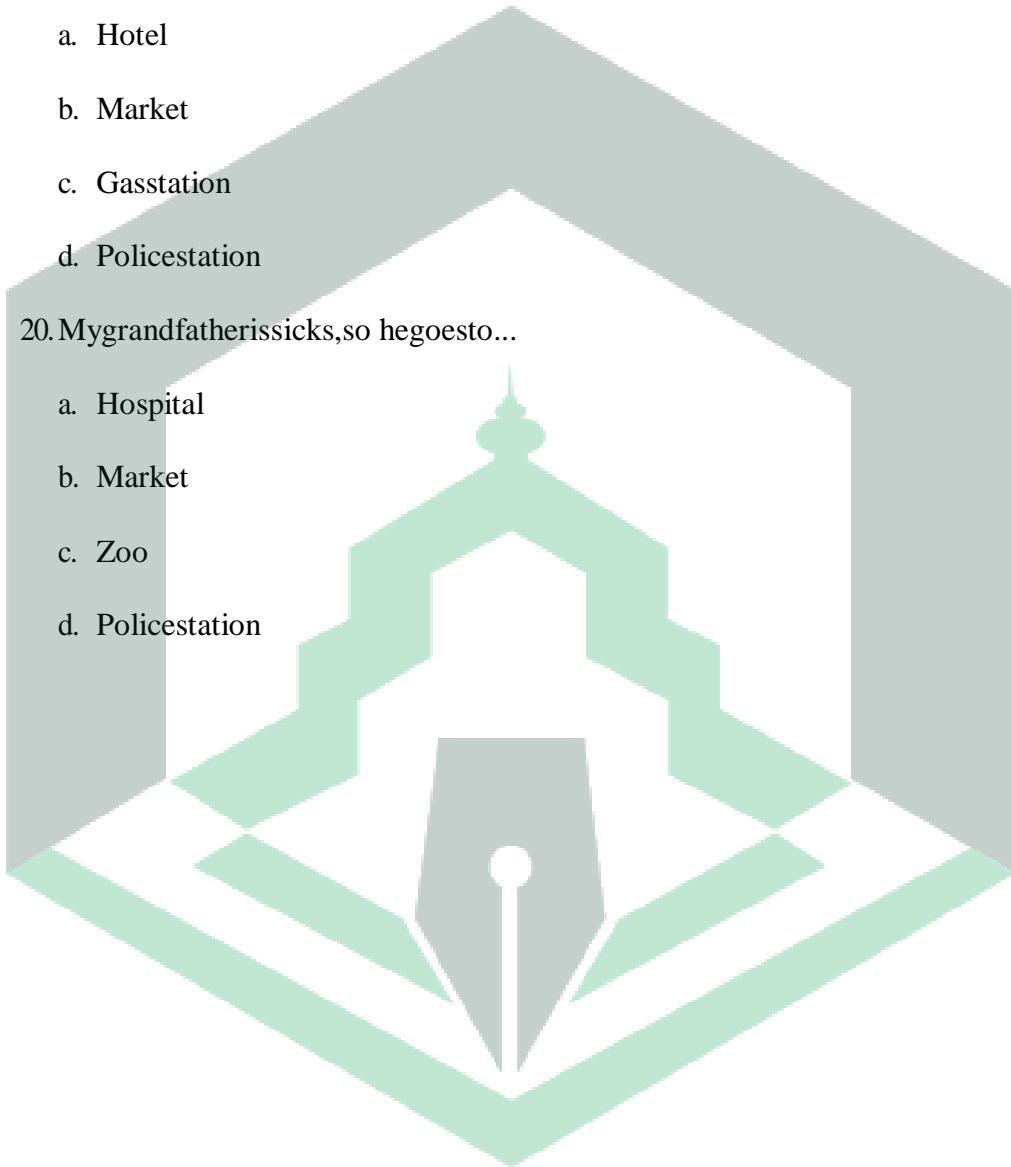 a. Hotel
b. Market
c. Gasstation
d. Policestation
20.Mygrandfatherissicks,so hegoesto...
a. Hospital
b. Market
c. Zoo
d. Policestation